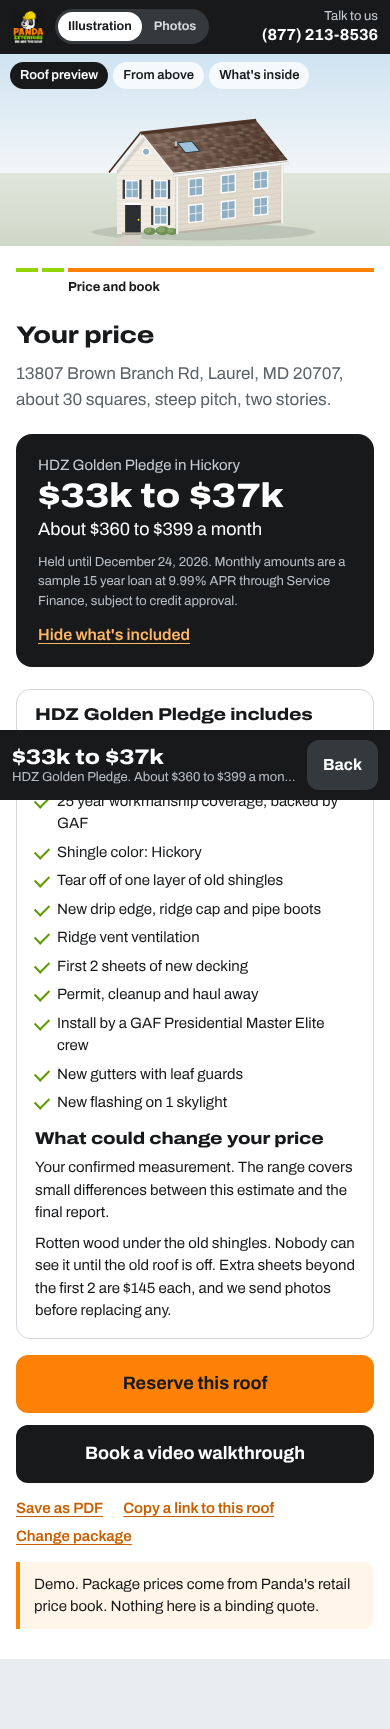 PANDA
EXTERIORS
Illustration
Photos
Talk to us
(877) 213-8536
Roof preview
From above
What's inside
Price and book
Your price
13807 Brown Branch Rd, Laurel, MD 20707,
about 30 squares, steep pitch, two stories.
HDZ Golden Pledge in Hickory
$33k to $37k
About $360 to $399 a month
Held until December 24, 2026. Monthly amounts are a
sample 15 year loan at 9.99% APR through Service
Finance, subject to credit approval.
Hide what's included
HDZ Golden Pledge includes
$33k to $37k
HDZ Golden Pledge. About $360 to $399 a mon...
Back
25 year workmanship coverage, backed by
GAF
Shingle color: Hickory
Tear off of one layer of old shingles
New drip edge, ridge cap and pipe boots
Ridge vent ventilation
First 2 sheets of new decking
Permit, cleanup and haul away
Install by a GAF Presidential Master Elite
crew
New gutters with leaf guards
New flashing on 1 skylight
What could change your price
Your confirmed measurement. The range covers
small differences between this estimate and the
final report.
Rotten wood under the old shingles. Nobody can
see it until the old roof is off. Extra sheets beyond
the first 2 are $145 each, and we send photos
before replacing any.
Reserve this roof
Book a video walkthrough
Save as PDF
Copy a link to this roof
Change package
Demo. Package prices come from Panda's retail
price book. Nothing here is a binding quote.